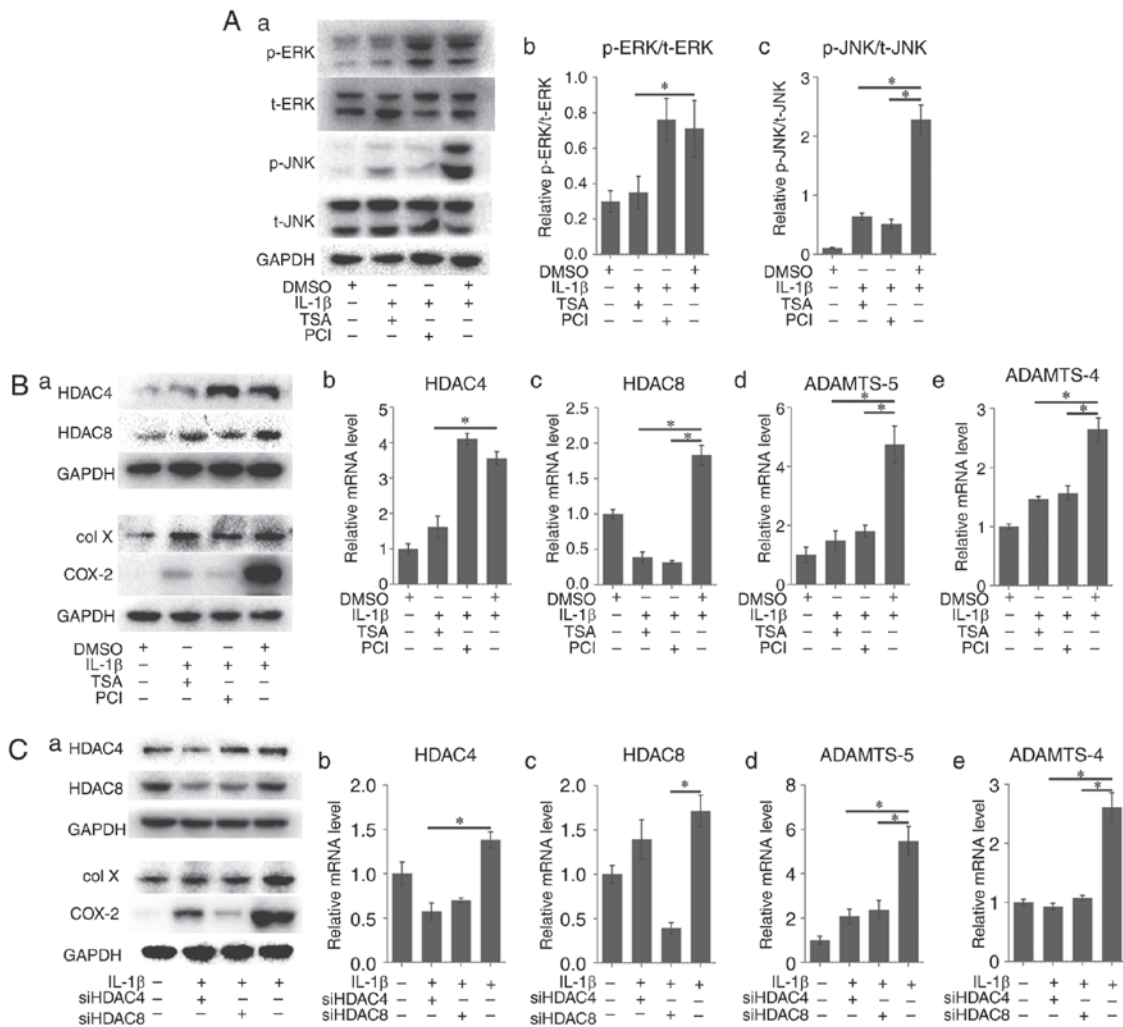 A
a
p-ERK
t-ERK
p-JNK
t-JNK
GAPDH
DMSO + − − +
IL-1β − + + +
TSA − + − −
PCI − − + −
b
p-ERK/t-ERK
Relative p-ERK/t-ERK
1.0
0.8
0.6
0.4
0.2
0.0
*
DMSO + − − +
IL-1β − + + +
TSA − + − −
PCI − − + −
c
p-JNK/t-JNK
Relative p-JNK/t-JNK
3
2
1
0
*
*
DMSO + − − +
IL-1β − + + +
TSA − + − −
PCI − − + −
B
a
HDAC4
HDAC8
GAPDH
col X
COX-2
GAPDH
DMSO + − − +
IL-1β − + + +
TSA − + − −
PCI − − + −
b
HDAC4
Relative mRNA level
5
4
3
2
1
0
*
DMSO + − − +
IL-1β − + + +
TSA − + − −
PCI − − + −
c
HDAC8
Relative mRNA level
2.5
2.0
1.5
1.0
0.5
0.0
*
*
DMSO + − − +
IL-1β − + + +
TSA − + − −
PCI − − + −
d
ADAMTS-5
Relative mRNA level
6
4
2
0
*
*
DMSO + − − +
IL-1β − + + +
TSA − + − −
PCI − − + −
e
ADAMTS-4
Relative mRNA level
3
2
1
0
*
*
DMSO + − − +
IL-1β − + + +
TSA − + − −
PCI − − + −
C
a
HDAC4
HDAC8
GAPDH
col X
COX-2
GAPDH
IL-1β − + + +
siHDAC4 − + − −
siHDAC8 − − + −
b
HDAC4
Relative mRNA level
2.0
1.5
1.0
0.5
0.0
*
IL-1β − + + +
siHDAC4 − + − −
siHDAC8 − − + −
c
HDAC8
Relative mRNA level
2.0
1.5
1.0
0.5
0.0
*
IL-1β − + + +
siHDAC4 − + − −
siHDAC8 − − + −
d
ADAMTS-5
Relative mRNA level
8
6
4
2
0
*
*
IL-1β − + + +
siHDAC4 − + − −
siHDAC8 − − + −
e
ADAMTS-4
Relative mRNA level
3
2
1
0
*
*
IL-1β − + + +
siHDAC4 − + − −
siHDAC8 − − + −